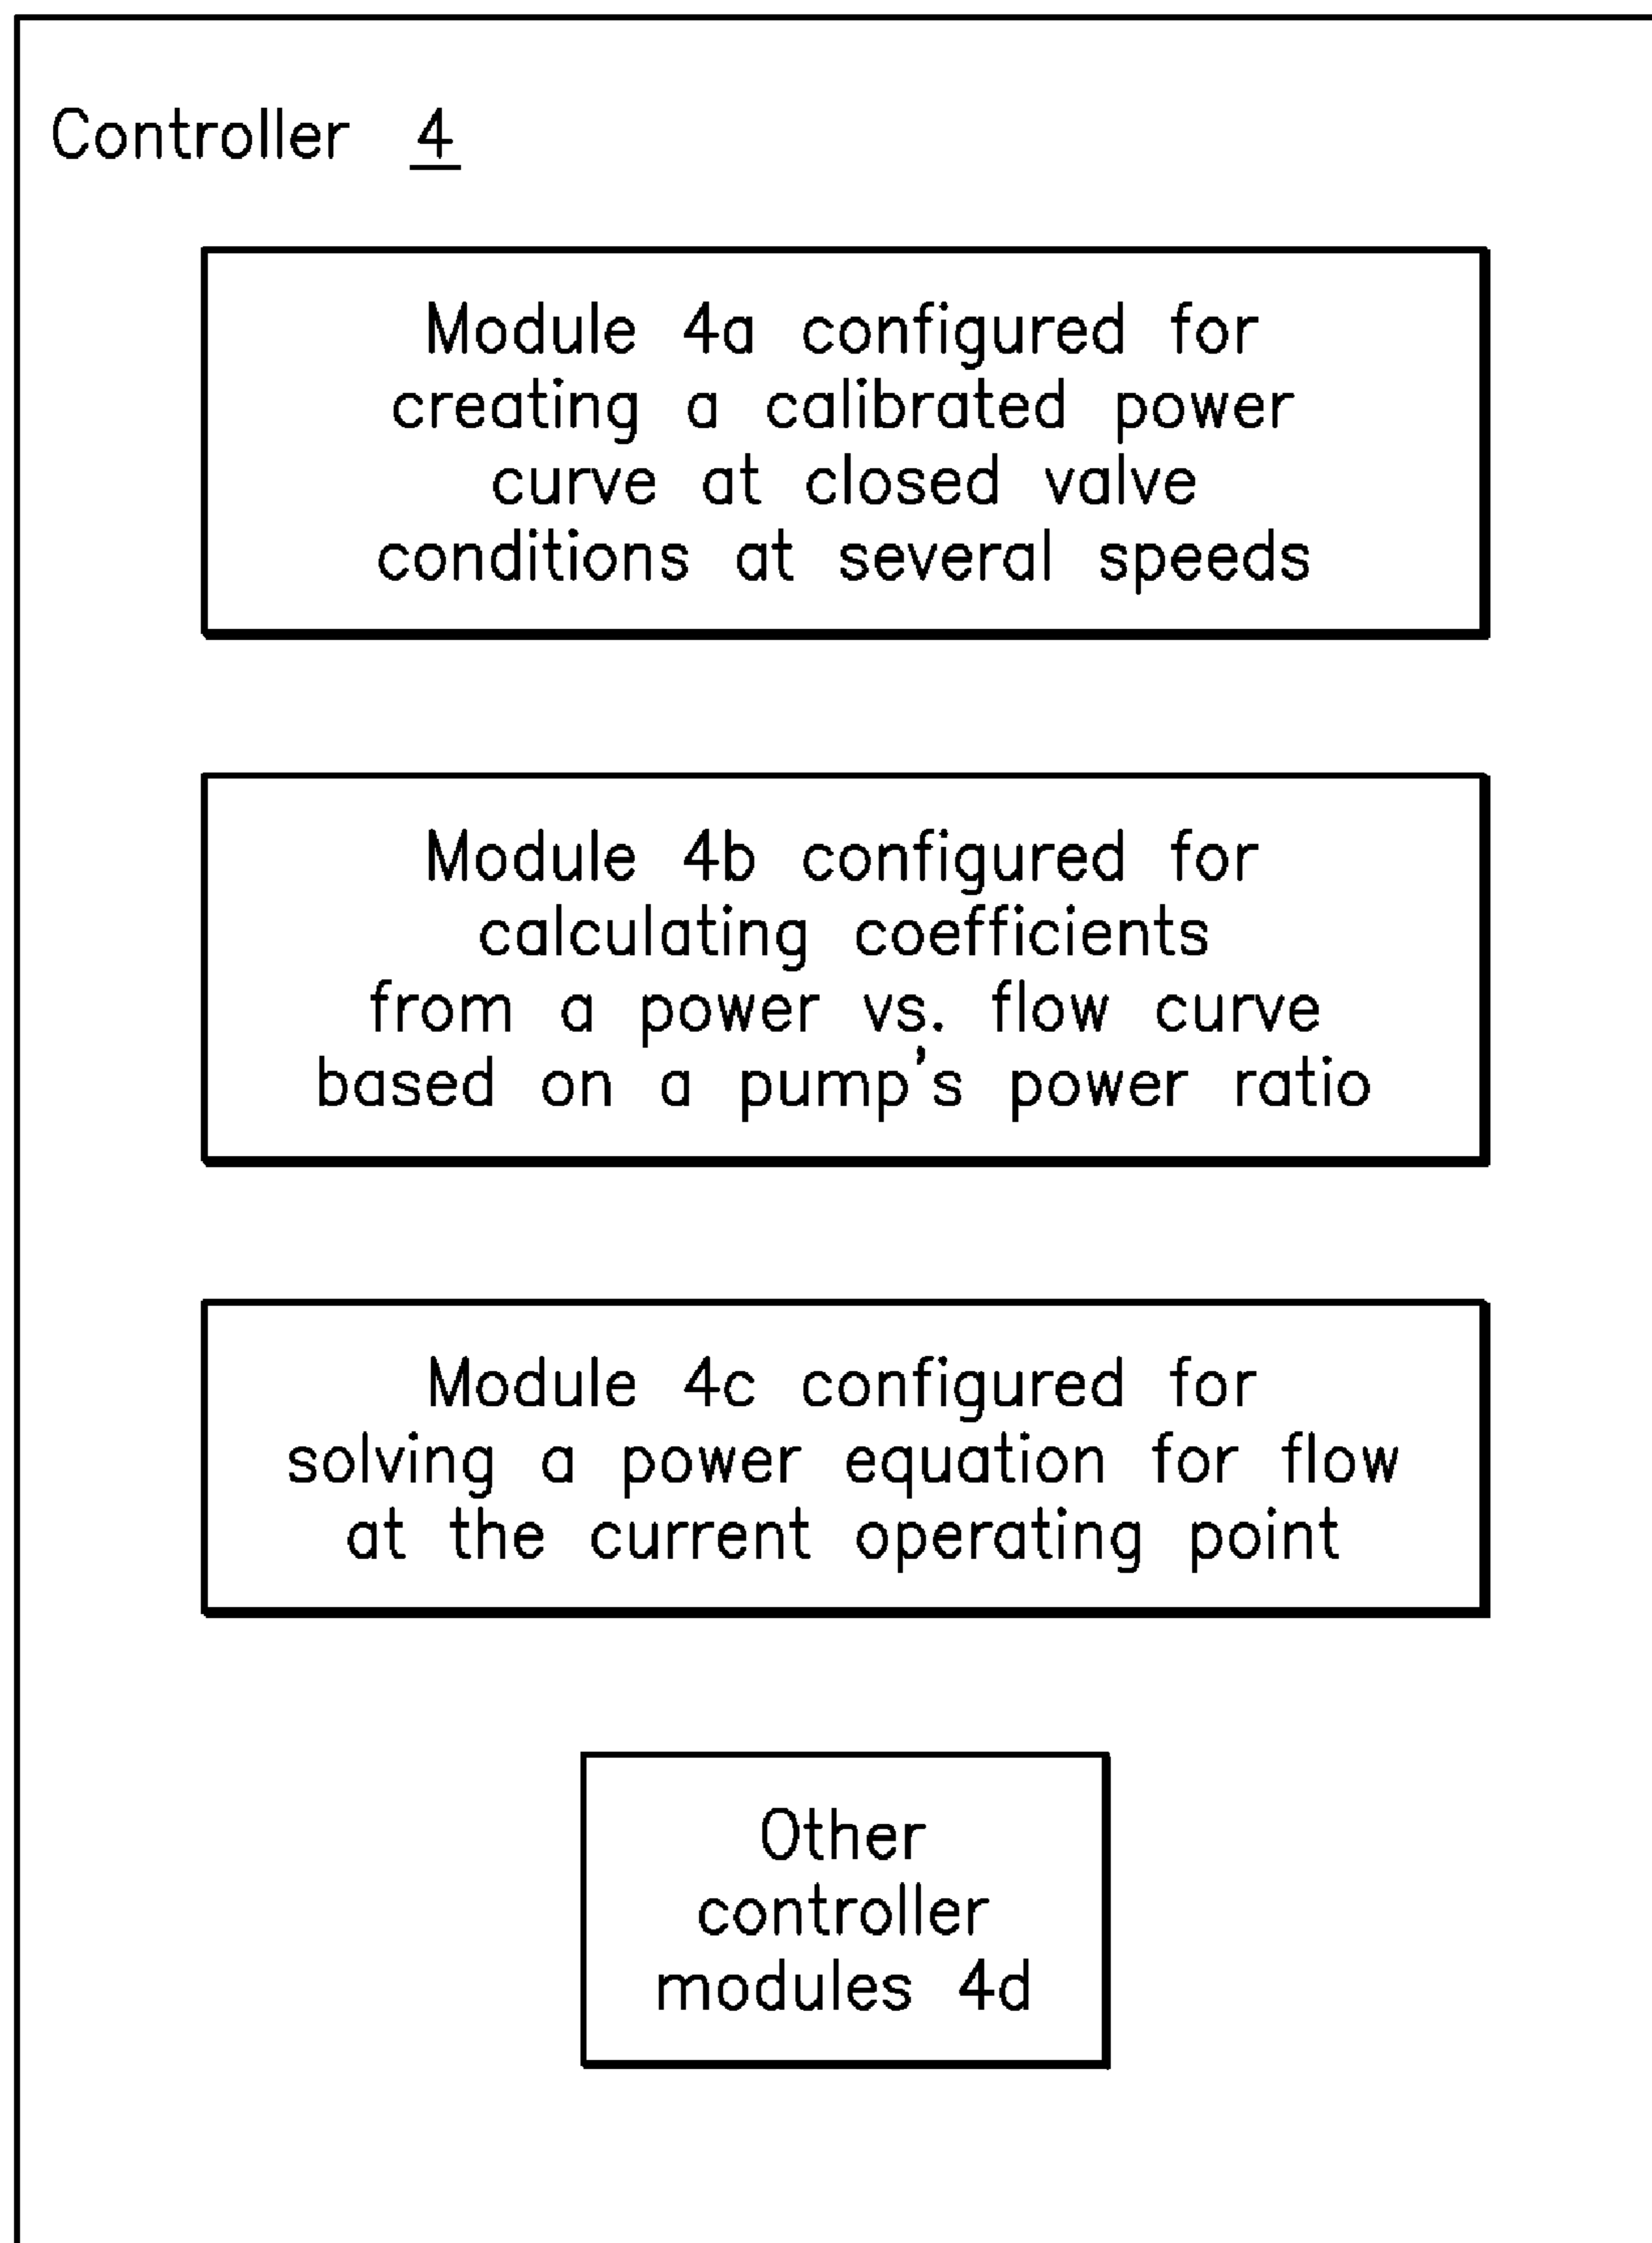 Controller 4
Module 4a configured for
creating a calibrated power
curve at closed valve
conditions at several speeds
Module 4b configured for
calculating coefficients
from a power vs. flow curve
based on a pump's power ratio
Module 4c configured for
solving a power equation for flow
at the current operating point
Other
controller
modules 4d